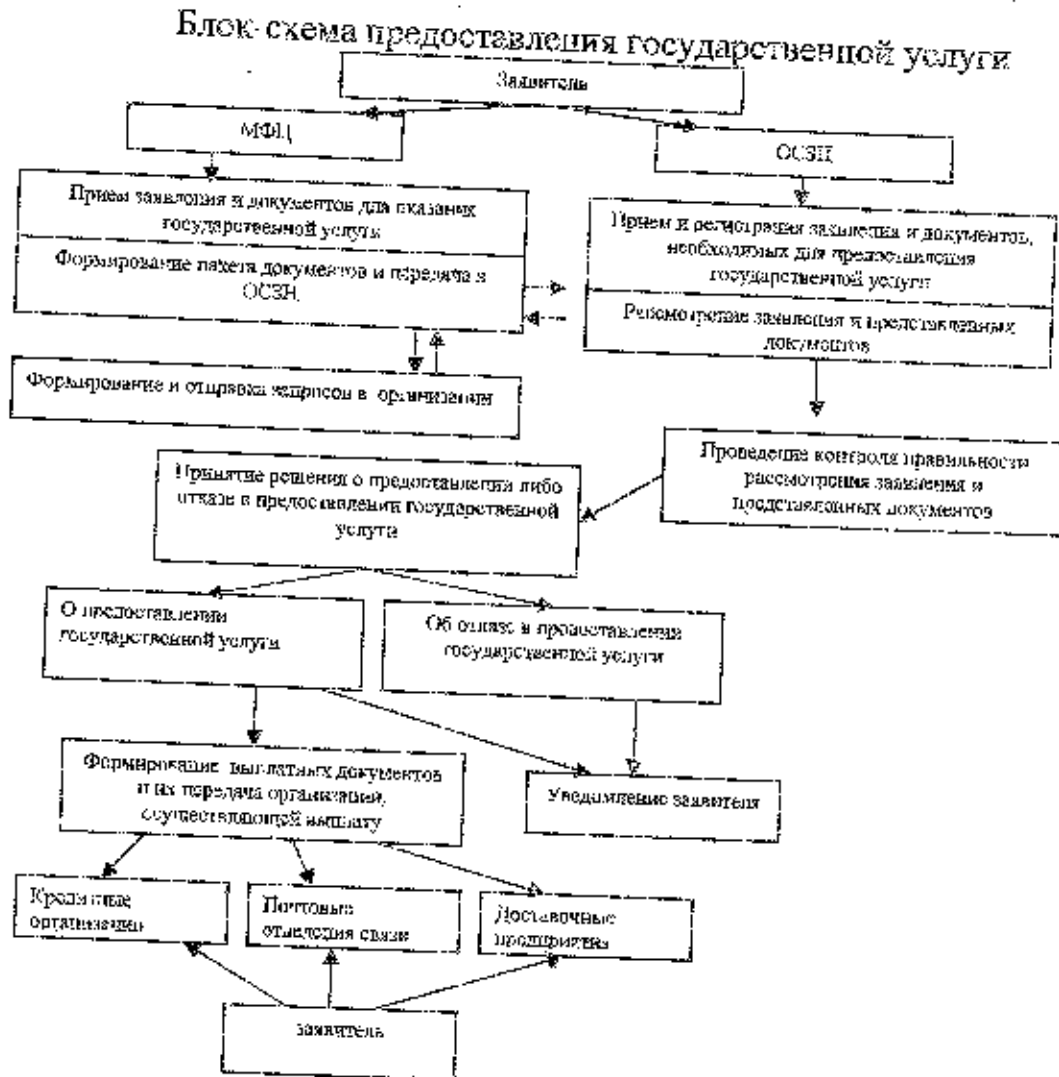 Блок-схема предоставления государственной услуги
Заявитель
МФЦ
ОСЗН
Прием заявления и документов для оказания
государственной услуги
Формирование пакета документов и передача в
ОСЗН
Прием и регистрация заявления и документов,
необходимых для предоставления
государственной услуги
Рассмотрение заявления и представленных
документов
Формирование и отправка запросов в организации
Проведение контроля правильности
рассмотрения заявления и
представленных документов
Принятие решения о предоставлении либо
отказе в предоставлении государственной
услуги
О предоставлении
государственной услуги
Об отказе в предоставлении
государственной услуги
Формирование выплатных документов
и их передача организаций,
осуществляющей выплату
Уведомление заявителя
Кредитные
организации
Почтовые
отделения связи
Доставочные
предприятия
заявитель